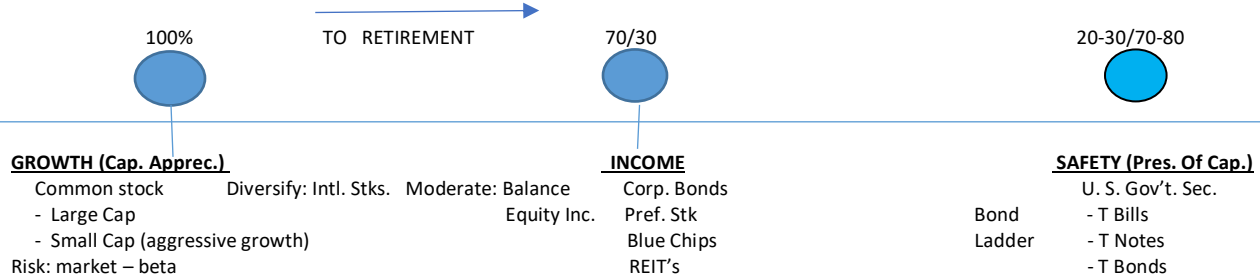 100% TO RETIREMENT 70/30 20-30/70-80
GROWTH (Cap. Apprec.) INCOME SAFETY (Pres. Of Cap.)
Common stock Diversify: Intl. Stks. Moderate: Balance Corp. Bonds U. S. Gov't. Sec.
- Large Cap Equity Inc. Pref. Stk Bond - T Bills
- Small Cap (aggressive growth) Blue Chips Ladder - T Notes
Risk: market – beta REIT's - T Bonds